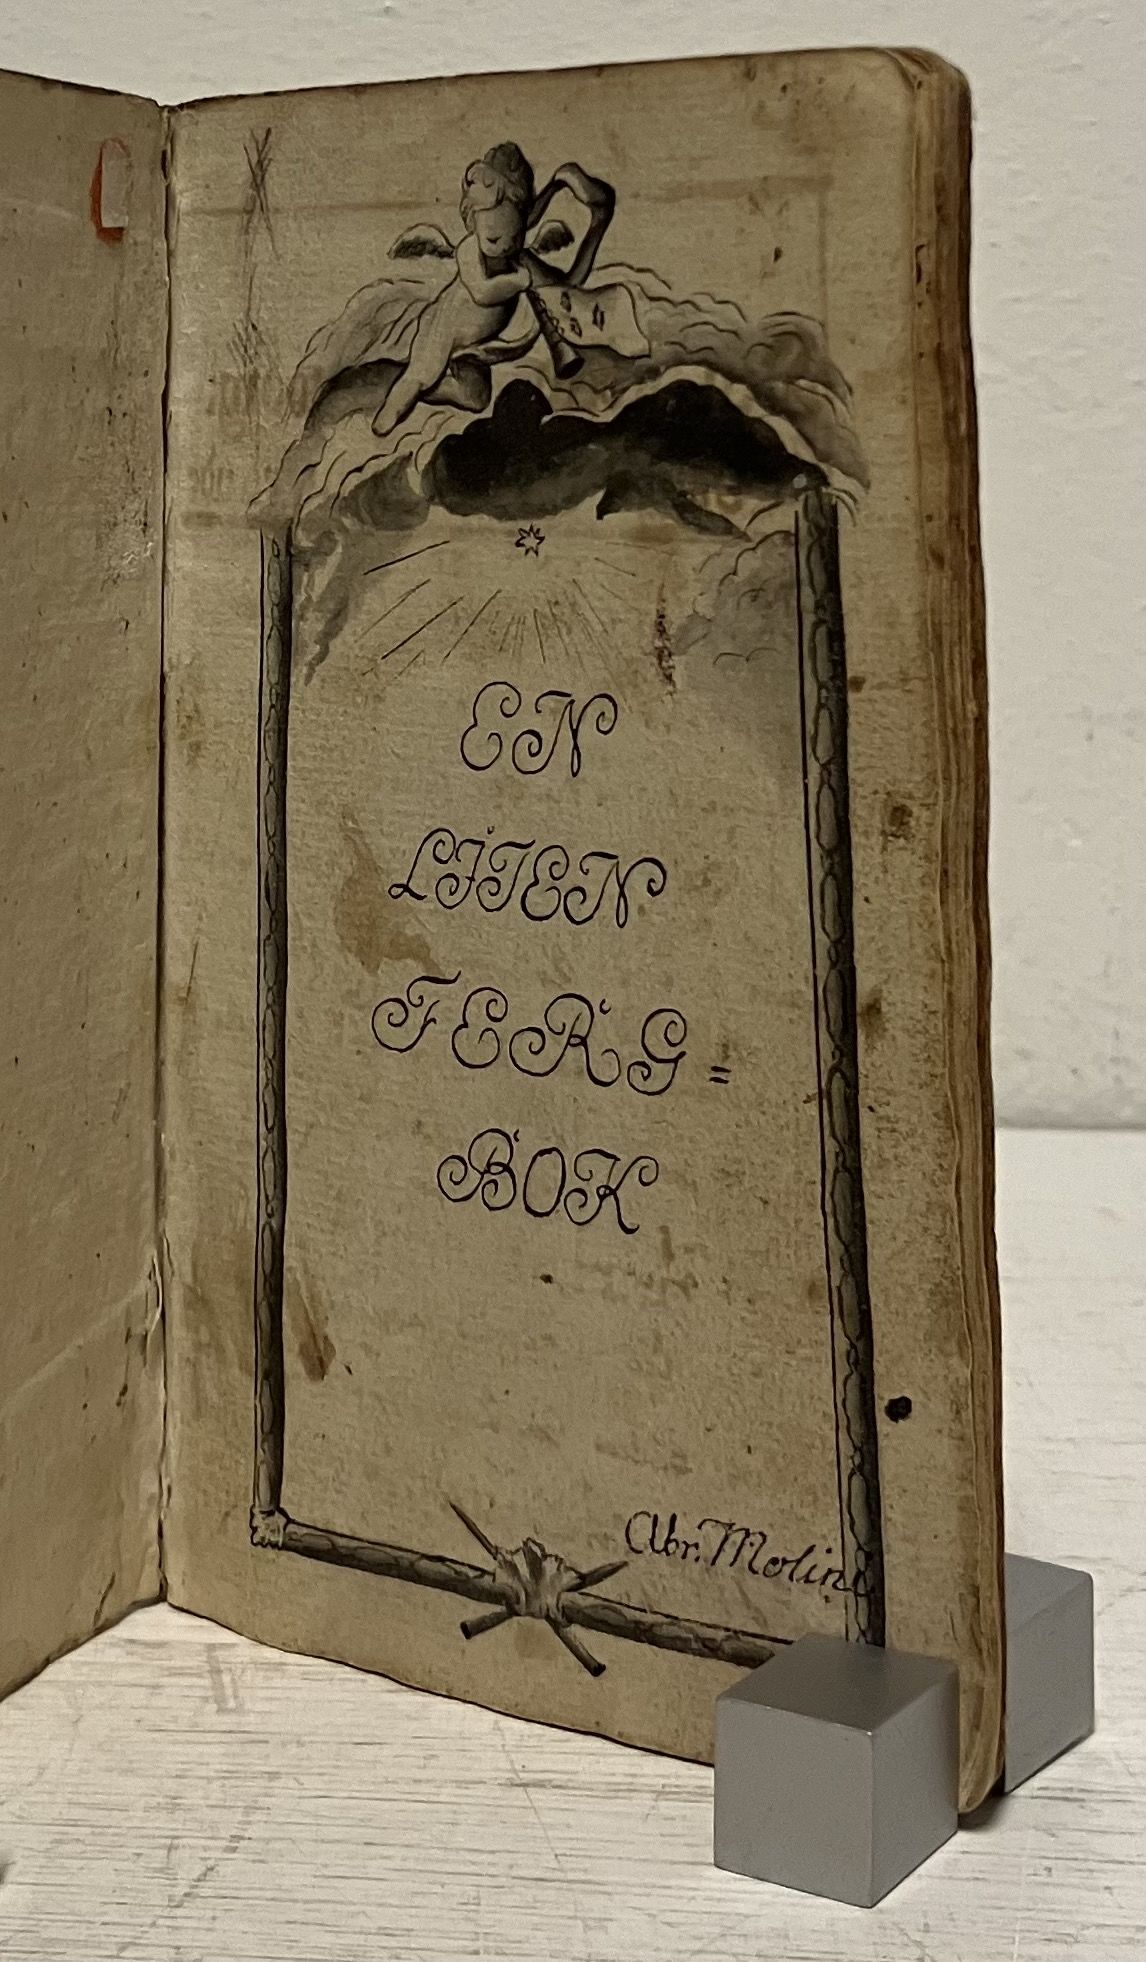 EN
LITEN
FERG=
BOK
Abr. Molin